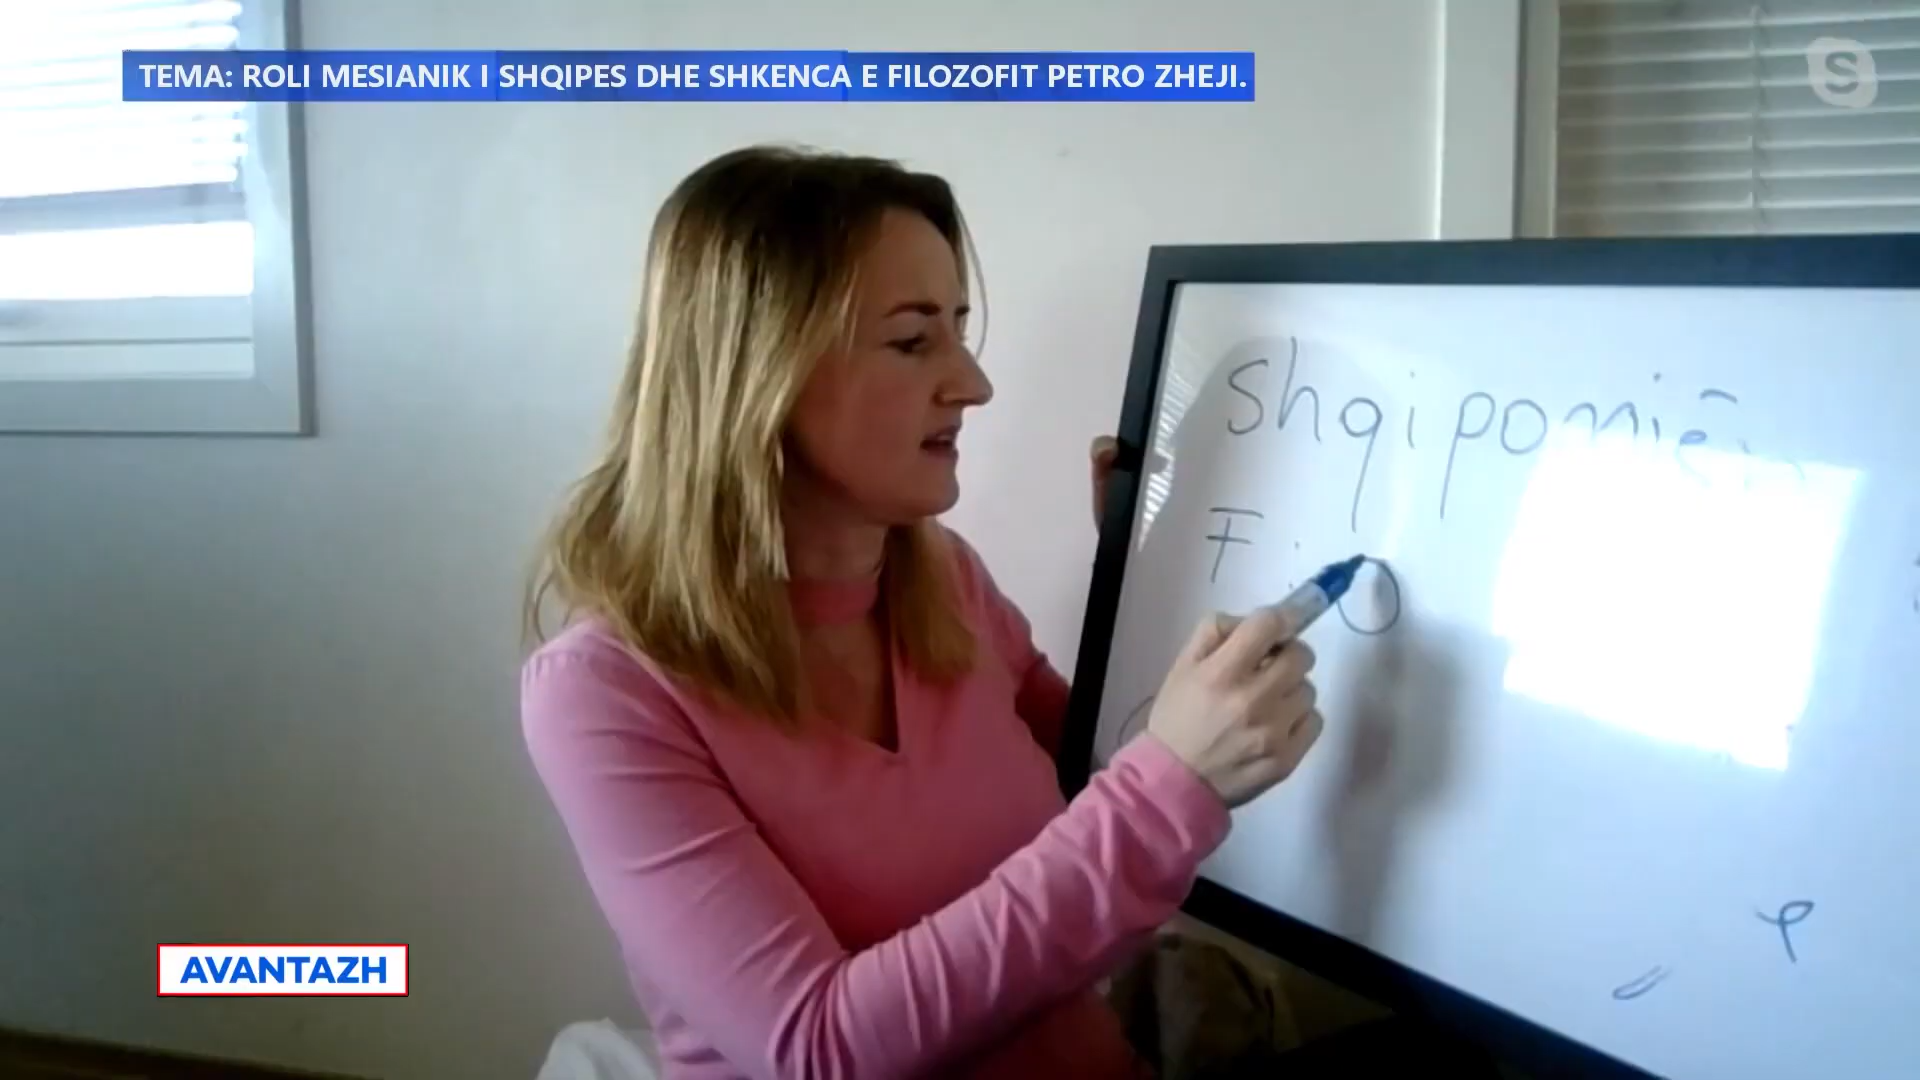 TEMA: ROLI MESIANIK I SHQIPES DHE SHKENCA E FILOZOFIT PETRO ZHEJI.
S
F
φ
AVANTAZH